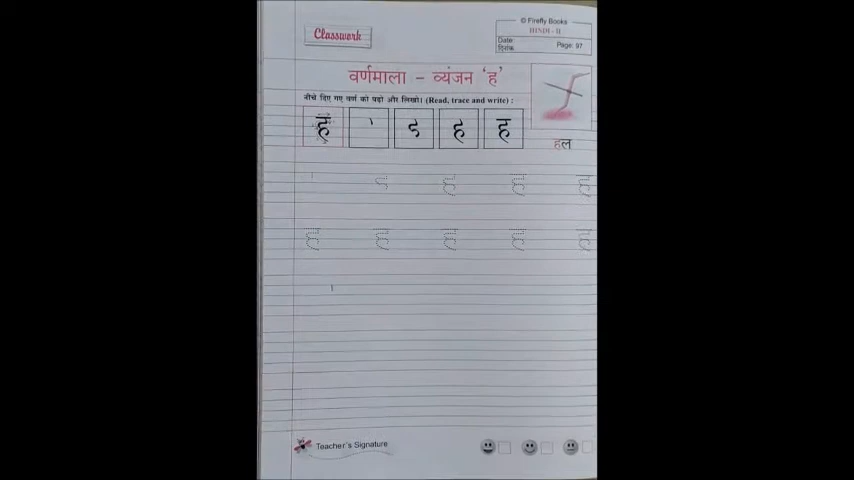 Classwork
© Firefly Books
HINDI - II
Date:
दिनांक
Page: 97
वर्णमाला - व्यंजन 'ह'
नीचे दिए गए वर्ण को पढ़ो और लिखो। (Read, trace and write) :
ह ह ह
हल
ह ह ह
ह ह ह ह ह
Teacher's Signature